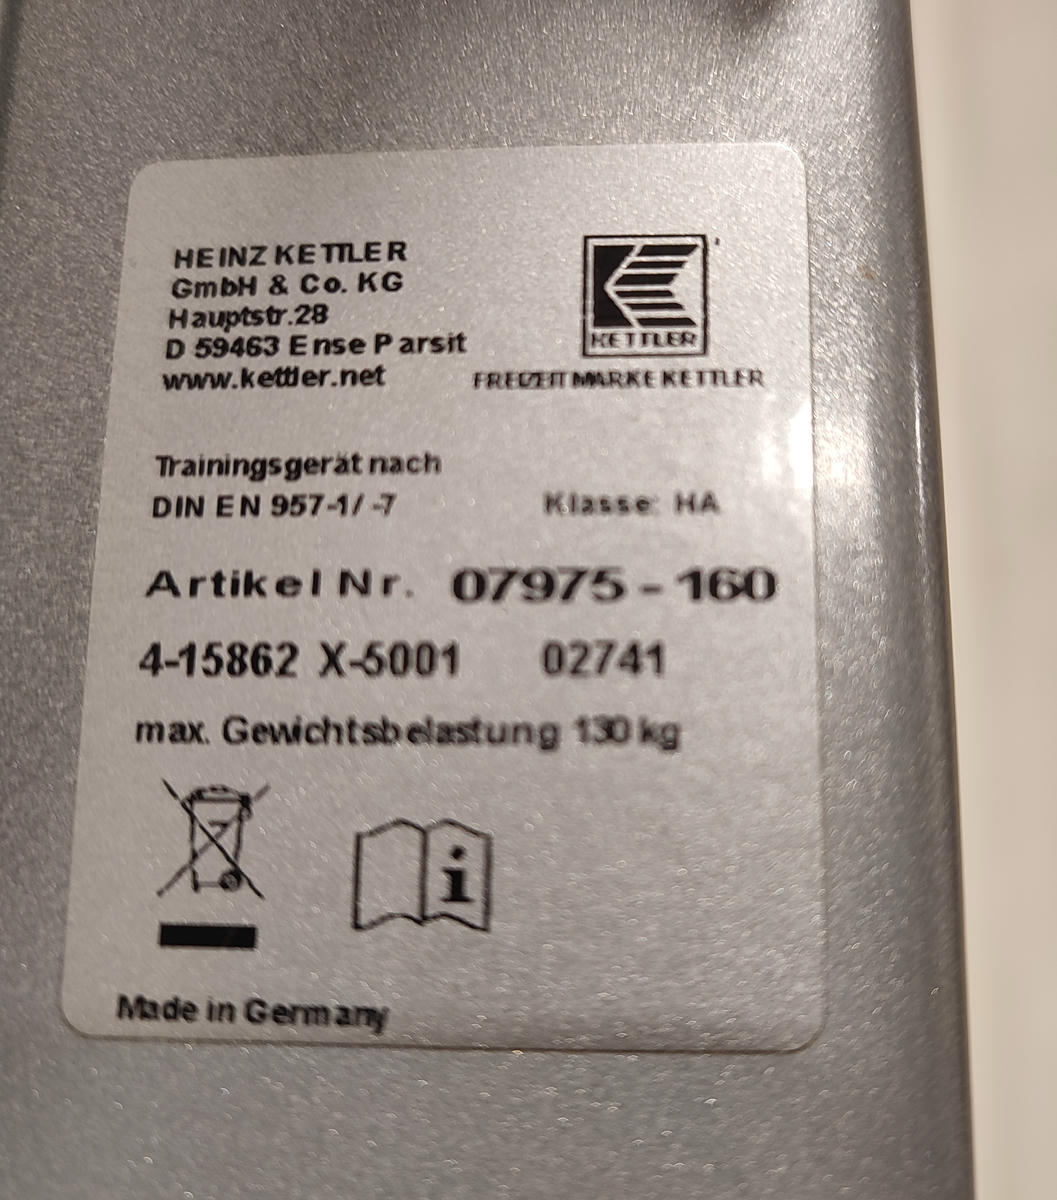 HEINZ KETTLER
GmbH & Co. KG
Hauptstr.28
D 59463 Ense Parsit
www.kettler.net
KETTLER
FREIZEIT MARKE KETTLER
Trainingsgerät nach
DIN EN 957-1/ -7 Klasse: HA
Artikel Nr. 07975 - 160
4-15862 X-5001 02741
max. Gewichtsbelastung 130 kg
i
Made in Germany